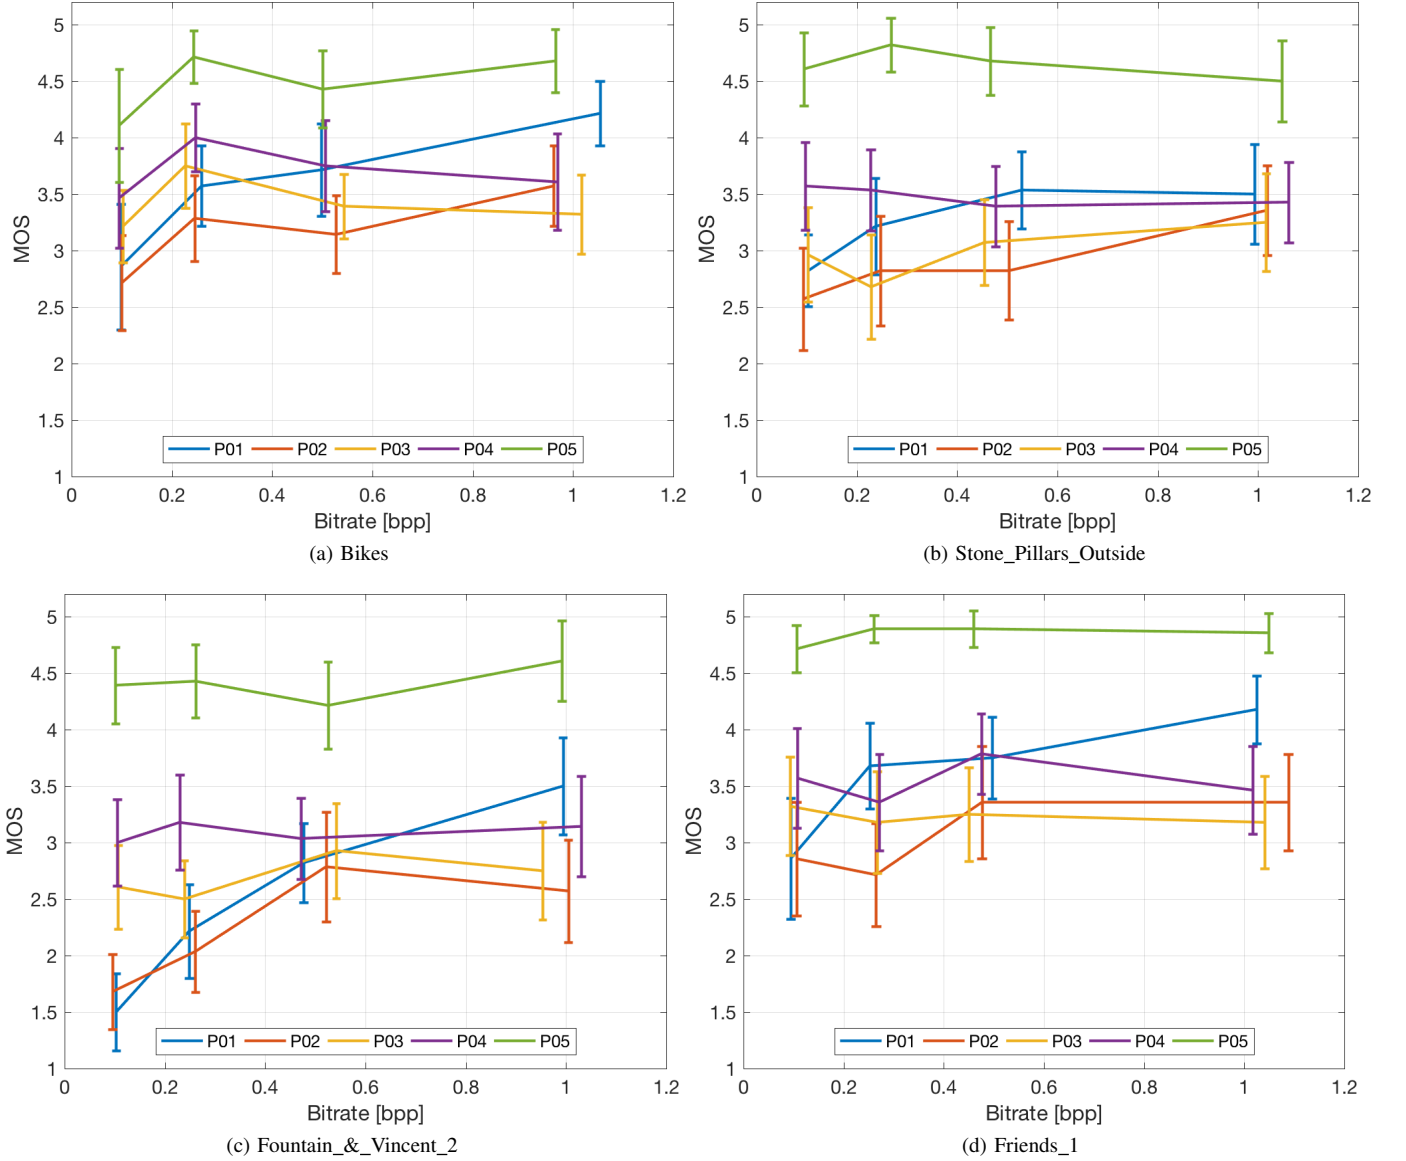 5
4.5
4
3.5
3
2.5
2
1.5
1
MOS
P01 P02 P03 P04 P05
0 0.2 0.4 0.6 0.8 1 1.2
Bitrate [bpp]
(a) Bikes
5
4.5
4
3.5
3
2.5
2
1.5
1
MOS
P01 P02 P03 P04 P05
0 0.2 0.4 0.6 0.8 1 1.2
Bitrate [bpp]
(b) Stone_Pillars_Outside
5
4.5
4
3.5
3
2.5
2
1.5
1
MOS
P01 P02 P03 P04 P05
0 0.2 0.4 0.6 0.8 1 1.2
Bitrate [bpp]
(c) Fountain_&_Vincent_2
5
4.5
4
3.5
3
2.5
2
1.5
1
MOS
P01 P02 P03 P04 P05
0 0.2 0.4 0.6 0.8 1 1.2
Bitrate [bpp]
(d) Friends_1